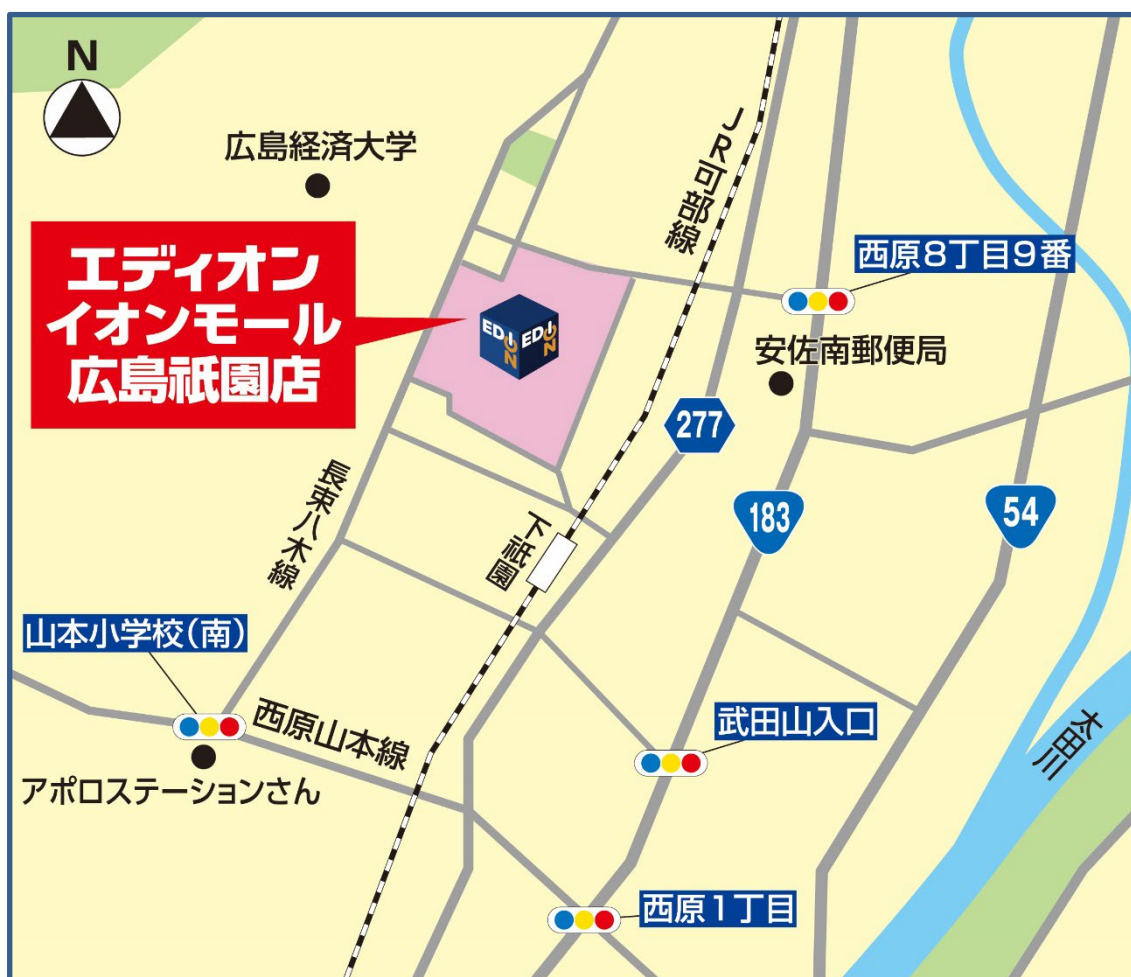 N
広島経済大学
JR可部線
エディオン
イオンモール
広島祇園店
EDION
EDION
西原8丁目9番
安佐南郵便局
277
183
54
長束八木線
下祇園
山本小学校(南)
西原山本線
武田山入口
太田川
アポロステーションさん
西原1丁目